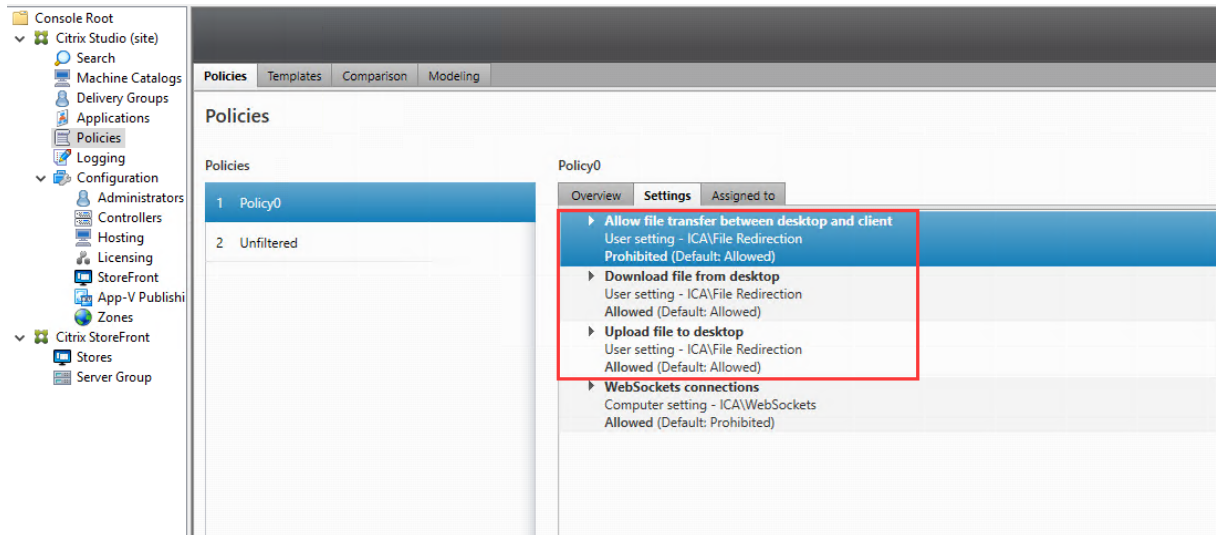 Console Root
Citrix Studio (site)
Search
Machine Catalogs
Delivery Groups
Applications
Policies
Logging
Configuration
Administrators
Controllers
Hosting
Licensing
StoreFront
App-V Publishi
Zones
Citrix StoreFront
Stores
Server Group
Policies Templates Comparison Modeling
Policies
Policies
1 Policy0
2 Unfiltered
Policy0
Overview Settings Assigned to
Allow file transfer between desktop and client
User setting - ICA\File Redirection
Prohibited (Default: Allowed)
Download file from desktop
User setting - ICA\File Redirection
Allowed (Default: Allowed)
Upload file to desktop
User setting - ICA\File Redirection
Allowed (Default: Allowed)
WebSockets connections
Computer setting - ICA\WebSockets
Allowed (Default: Prohibited)